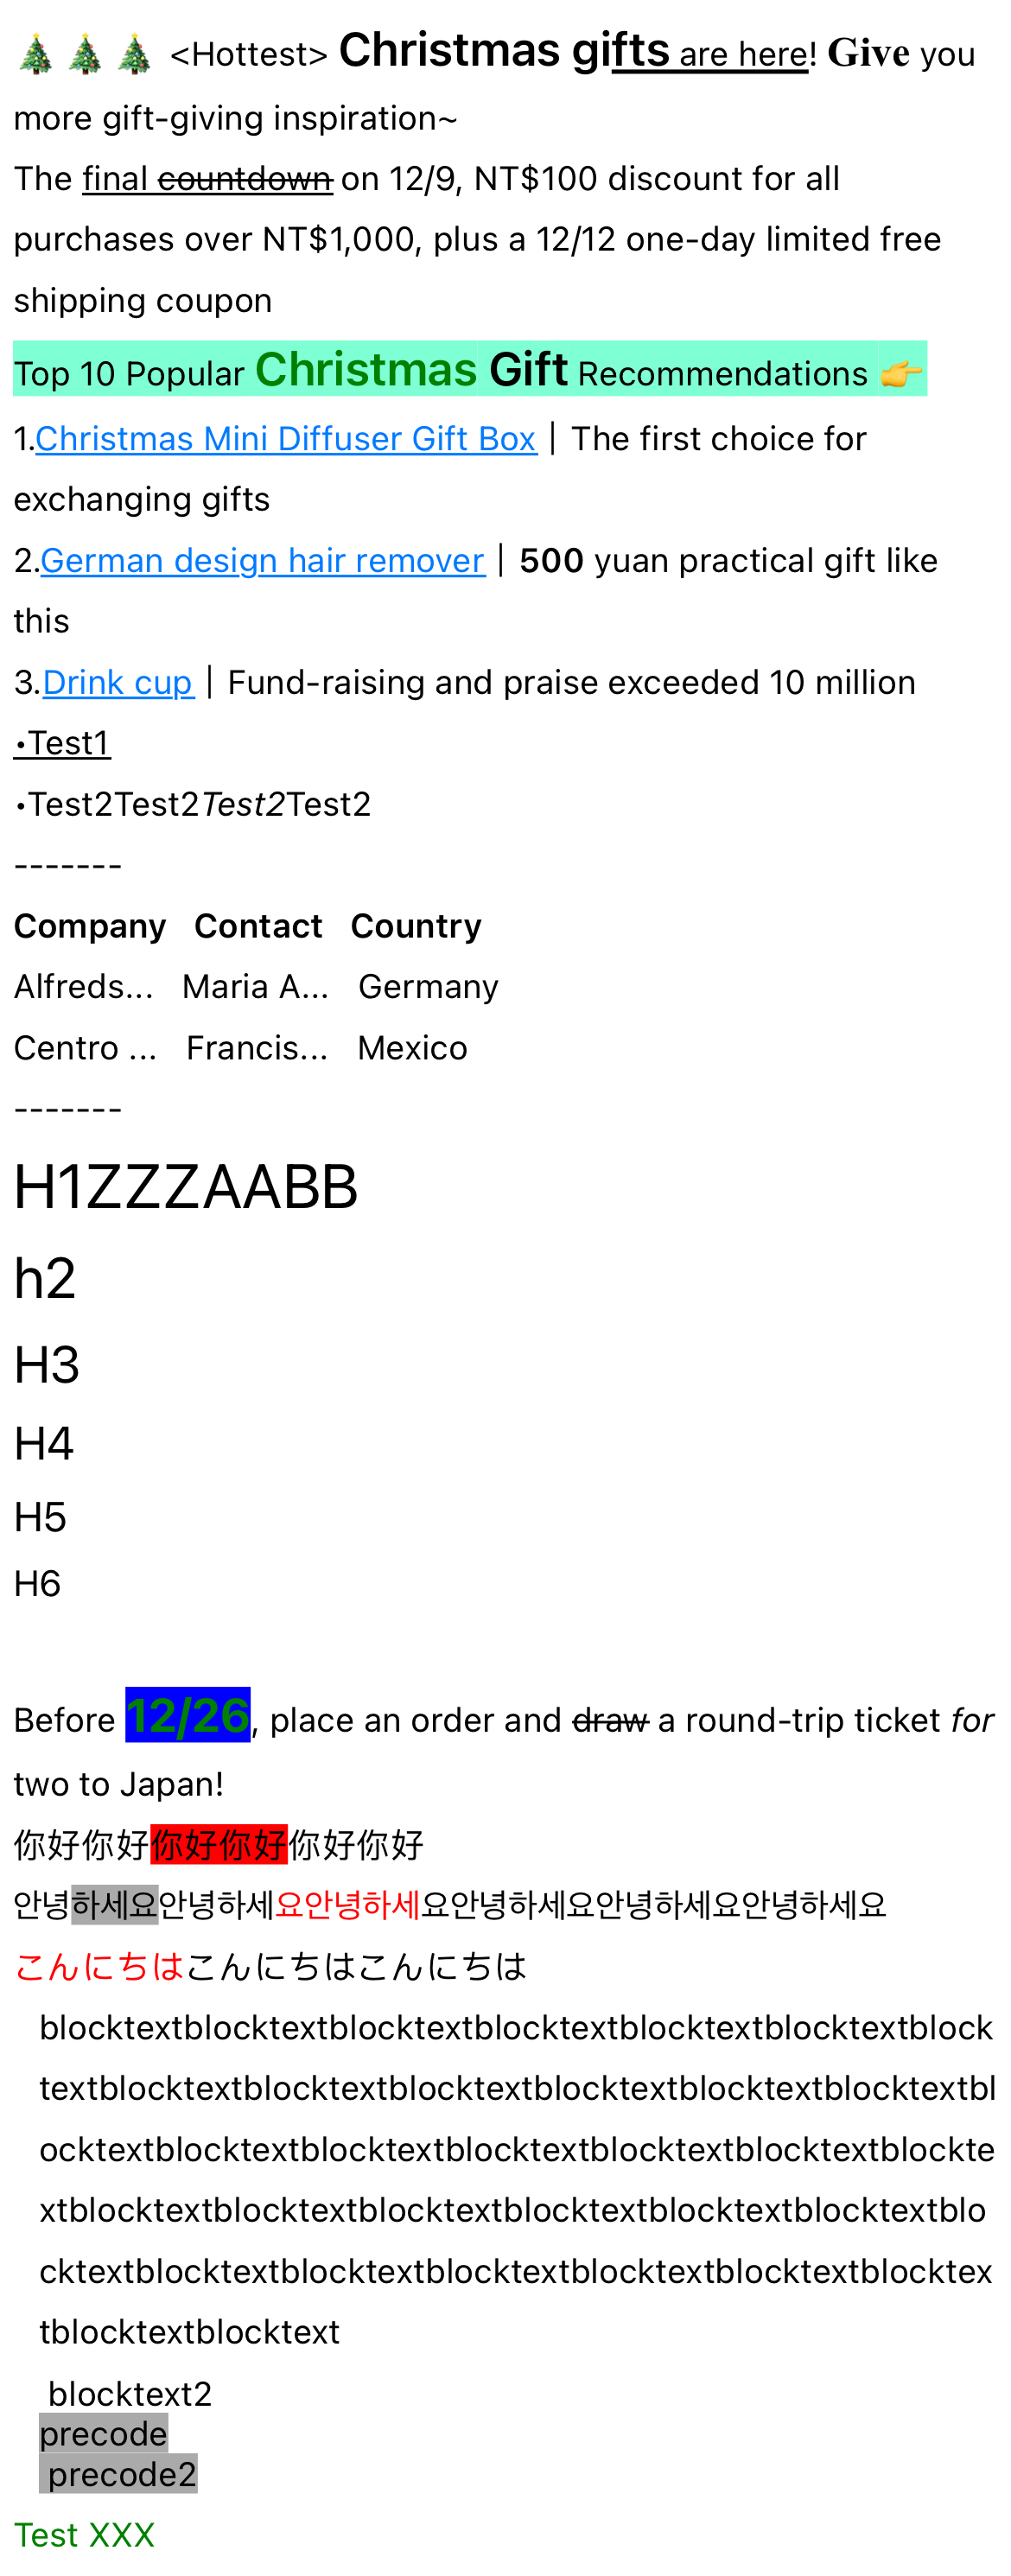 🎄🎄🎄 <Hottest> Christmas gifts are here! Give you
more gift-giving inspiration~
The final countdown on 12/9, NT$100 discount for all
purchases over NT$1,000, plus a 12/12 one-day limited free
shipping coupon
Top 10 Popular Christmas Gift Recommendations 👉
1.Christmas Mini Diffuser Gift Box｜The first choice for
exchanging gifts
2.German design hair remover｜500 yuan practical gift like
this
3.Drink cup｜Fund-raising and praise exceeded 10 million
•Test1
•Test2Test2Test2Test2
-------
Company Contact Country
Alfreds... Maria A... Germany
Centro ... Francis... Mexico
-------
H1ZZZAABB
h2
H3
H4
H5
H6
Before 12/26, place an order and draw a round-trip ticket for
two to Japan!
你好你好你好你好你好你好
안녕하세요안녕하세요안녕하세요안녕하세요안녕하세요안녕하세요
こんにちはこんにちはこんにちは
blocktextblocktextblocktextblocktextblocktextblocktextblock
textblocktextblocktextblocktextblocktextblocktextblocktextbl
ocktextblocktextblocktextblocktextblocktextblocktextblockte
xtblocktextblocktextblocktextblocktextblocktextblocktextblo
cktextblocktextblocktextblocktextblocktextblocktextblocktex
tblocktextblocktext
blocktext2
precode
precode2
Test XXX